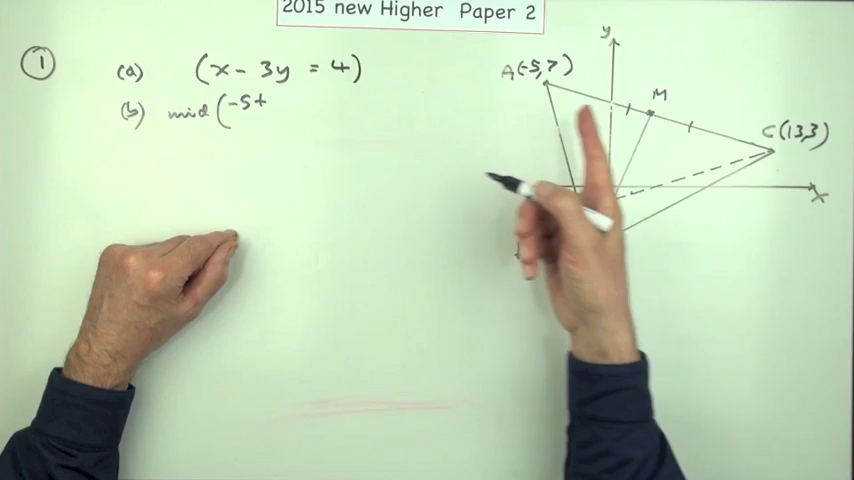 2015 new Higher Paper 2
1
(a) (x - 3y = 4)
(b) mid (-5+
y
A(-5,7)
M
C(13,3)
x